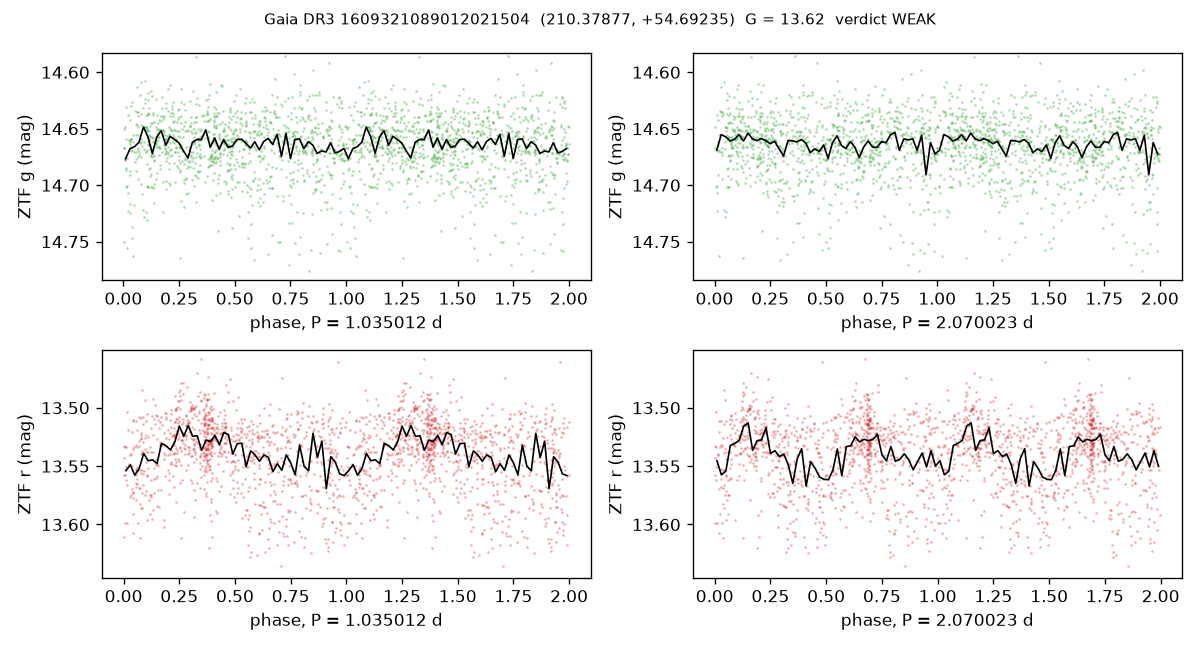 Gaia DR3 1609321089012021504 (210.37877, +54.69235) G = 13.62 verdict WEAK
ZTF g (mag)
14.60
14.65
14.70
14.75
0.00 0.25 0.50 0.75 1.00 1.25 1.50 1.75 2.00
phase, P = 1.035012 d
ZTF g (mag)
14.60
14.65
14.70
14.75
0.00 0.25 0.50 0.75 1.00 1.25 1.50 1.75 2.00
phase, P = 2.070023 d
ZTF r (mag)
13.50
13.55
13.60
0.00 0.25 0.50 0.75 1.00 1.25 1.50 1.75 2.00
phase, P = 1.035012 d
ZTF r (mag)
13.50
13.55
13.60
0.00 0.25 0.50 0.75 1.00 1.25 1.50 1.75 2.00
phase, P = 2.070023 d